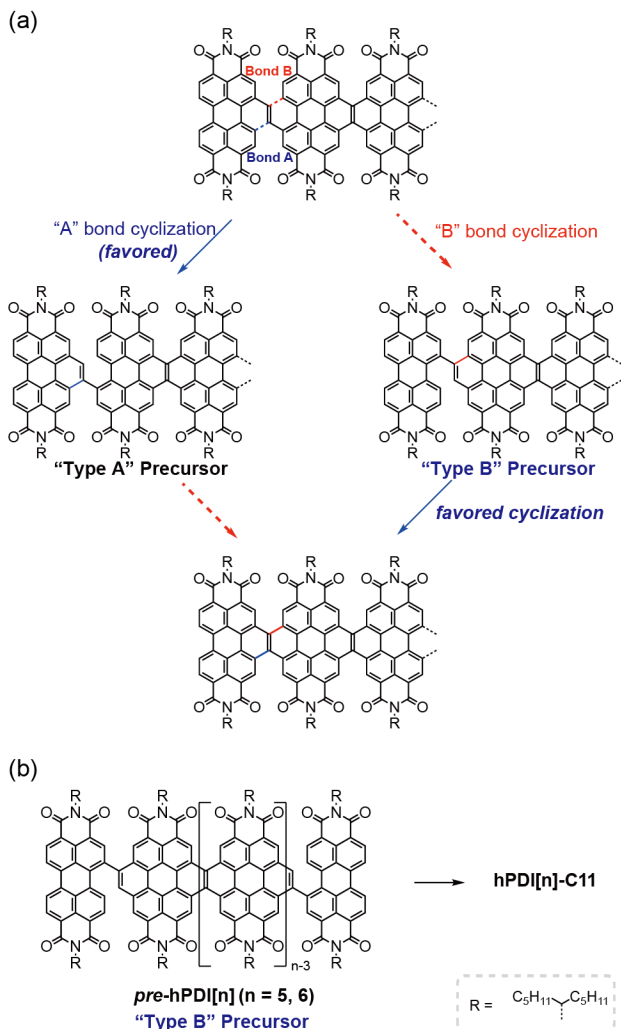 (a)
R R R
O N O O N O O N O
Bond B
Bond A
O N O O N O O N O
R R R
"A" bond cyclization
(favored)
"B" bond cyclization
R R R R R R
O N O O N O O N O O N O O N O O N O
O N O O N O O N O O N O O N O O N O
R R R R R R
"Type A" Precursor
"Type B" Precursor
favored cyclization
R R R
O N O O N O O N O
O N O O N O O N O
R R R
(b)
R R R R
O N O O N O O N O O N O
hPDI[n]-C11
O N O O N O O N O O N O
n-3
R R R R
pre-hPDI[n] (n = 5, 6)
"Type B" Precursor
R = C5H11 C5H11